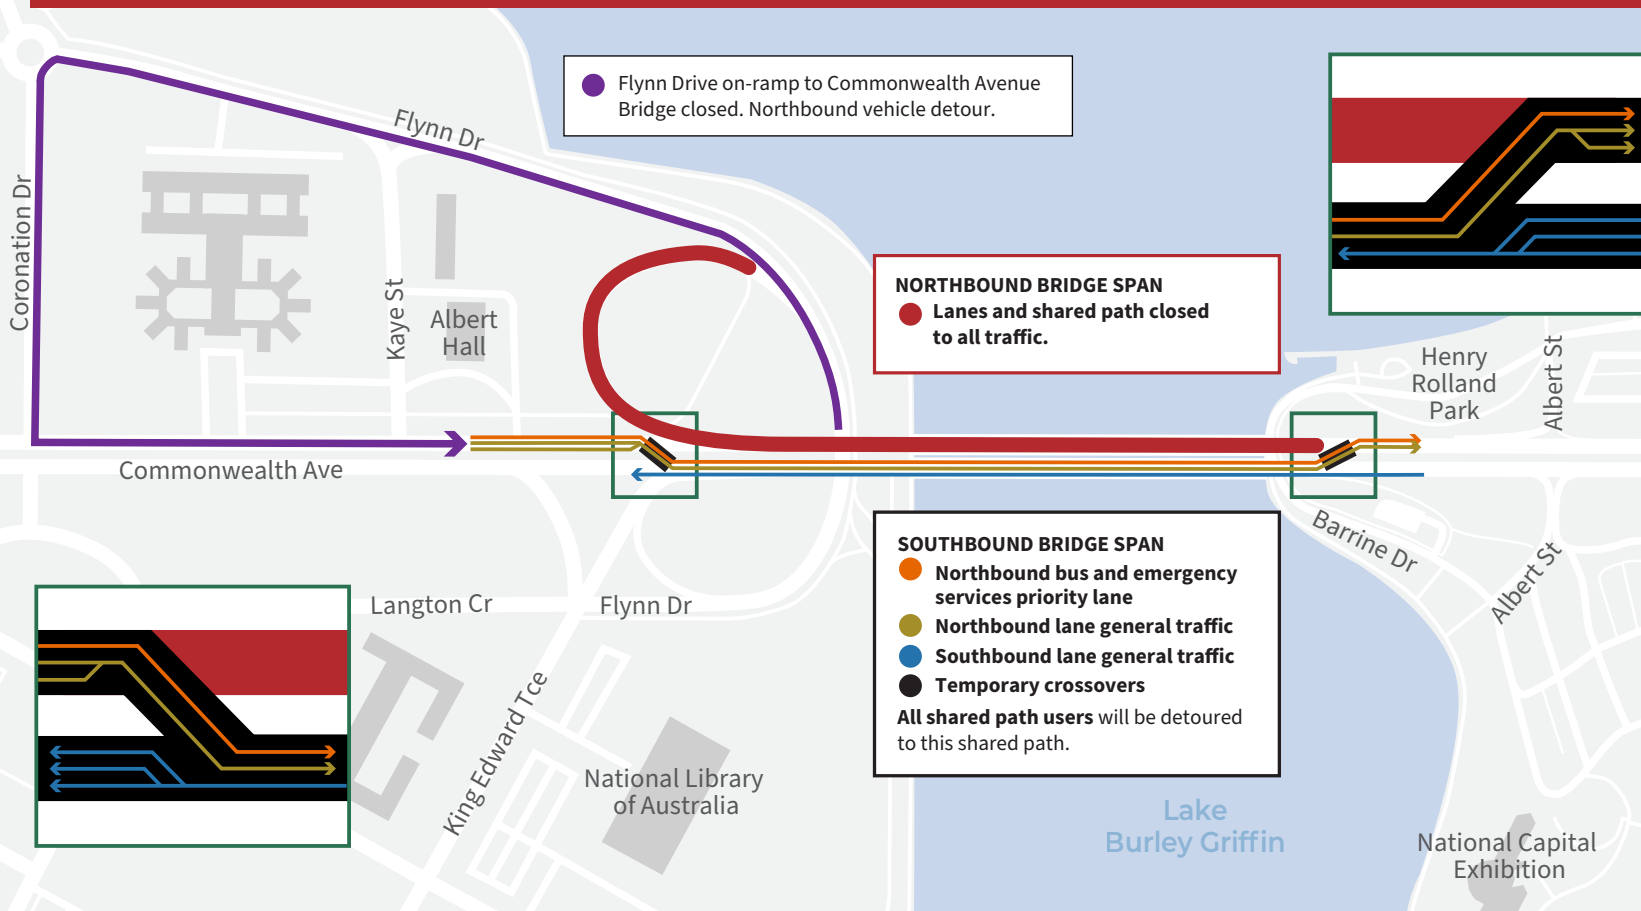 Flynn Drive on-ramp to Commonwealth Avenue
Bridge closed. Northbound vehicle detour.
Flynn Dr
Coronation Dr
Kaye St
Albert
Hall
NORTHBOUND BRIDGE SPAN
Lanes and shared path closed
to all traffic.
Henry
Rolland
Park
Albert St
Commonwealth Ave
Barrine Dr
Albert St
SOUTHBOUND BRIDGE SPAN
Northbound bus and emergency
services priority lane
Northbound lane general traffic
Southbound lane general traffic
Temporary crossovers
All shared path users will be detoured
to this shared path.
Langton Cr
Flynn Dr
King Edward Tce
National Library
of Australia
Lake
Burley Griffin
National Capital
Exhibition